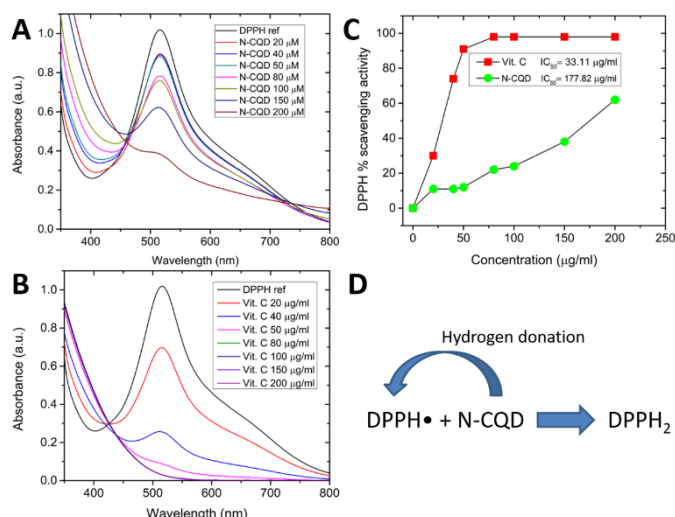 A
DPPH ref
N-CQD 20 μM
N-CQD 40 μM
N-CQD 50 μM
N-CQD 80 μM
N-CQD 100 μM
N-CQD 150 μM
N-CQD 200 μM
Absorbance (a.u.)
1.0
0.8
0.6
0.4
0.2
0.0
400 500 600 700 800
Wavelength (nm)
B
DPPH ref
Vit. C 20 μg/ml
Vit. C 40 μg/ml
Vit. C 50 μg/ml
Vit. C 80 μg/ml
Vit. C 100 μg/ml
Vit. C 150 μg/ml
Vit. C 200 μg/ml
Absorbance (a.u.)
1.0
0.8
0.6
0.4
0.2
0.0
400 500 600 700 800
Wavelength (nm)
C
Vit. C IC50= 33.11 μg/ml
N-CQD IC50= 177.82 μg/ml
DPPH % scavenging activity
100
80
60
40
20
0
0 50 100 150 200
Concentration (μg/ml)
D
Hydrogen donation
DPPH• + N-CQD DPPH2